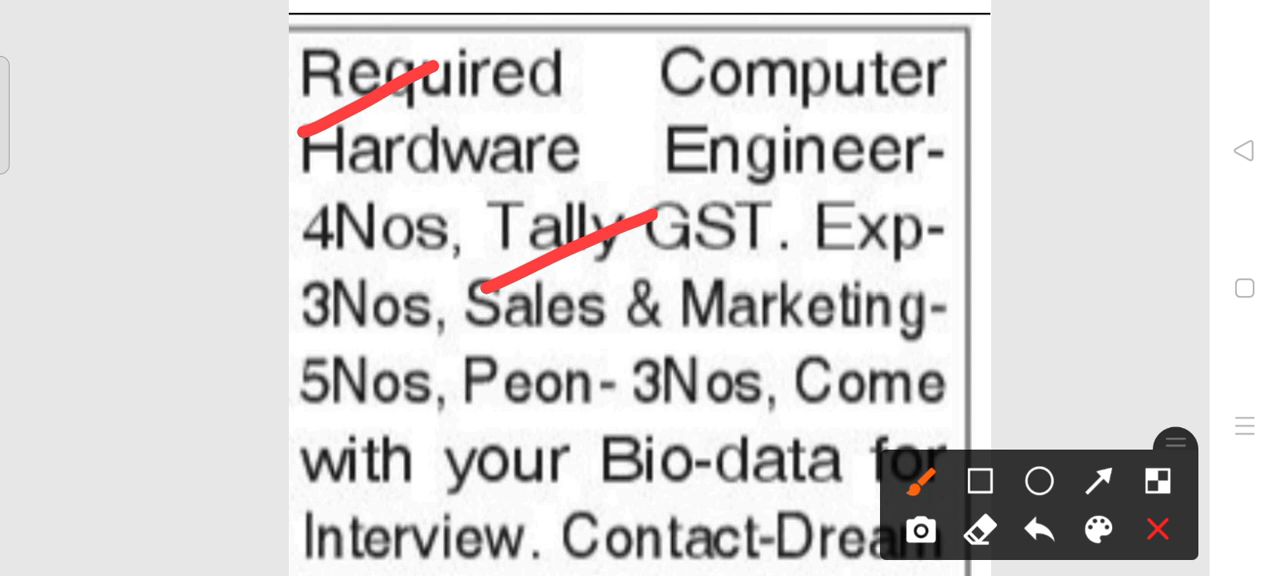 Required Computer
Hardware Engineer-
4Nos, Tally GST. Exp-
3Nos, Sales & Marketing-
5Nos, Peon- 3Nos, Come
with your Bio-data for
Interview. Contact-Dream